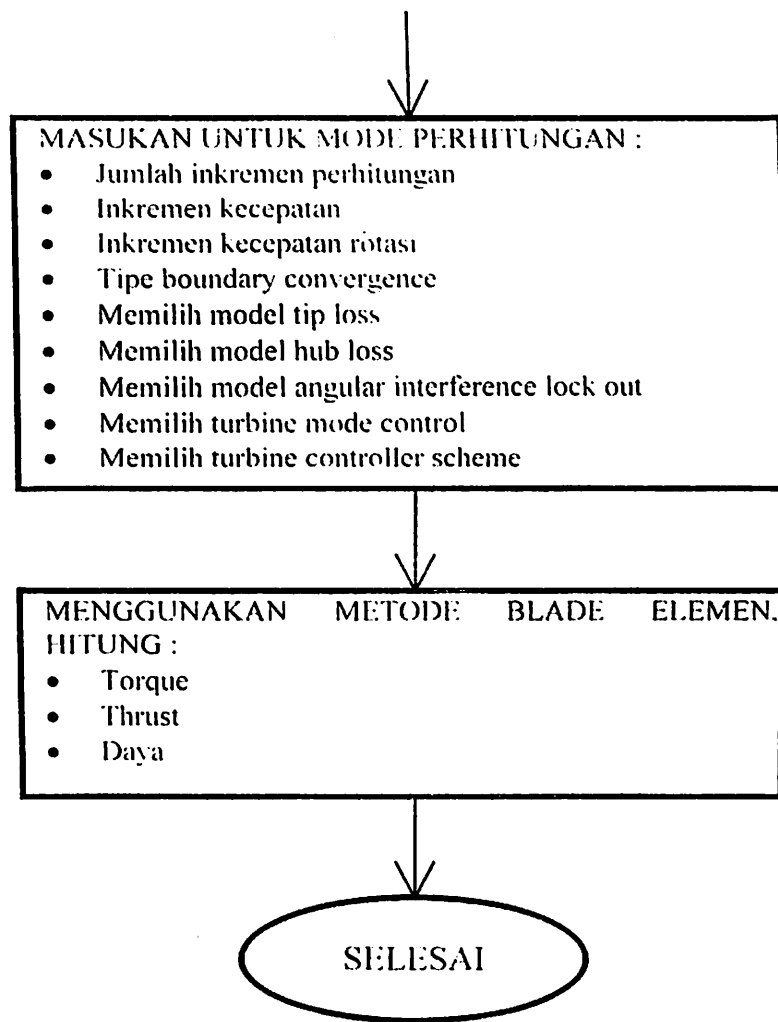 MASUKAN UNTUK MODE PERHITUNGAN :
• Jumlah inkremen perhitungan
• Inkremen kecepatan
• Inkremen kecepatan rotasi
• Tipe boundary convergence
• Memilih model tip loss
• Memilih model hub loss
• Memilih model angular interference lock out
• Memilih turbine mode control
• Memilih turbine controller scheme
MENGGUNAKAN METODE BLADE ELEMEN.
HITUNG :
• Torque
• Thrust
• Daya
SELESAI